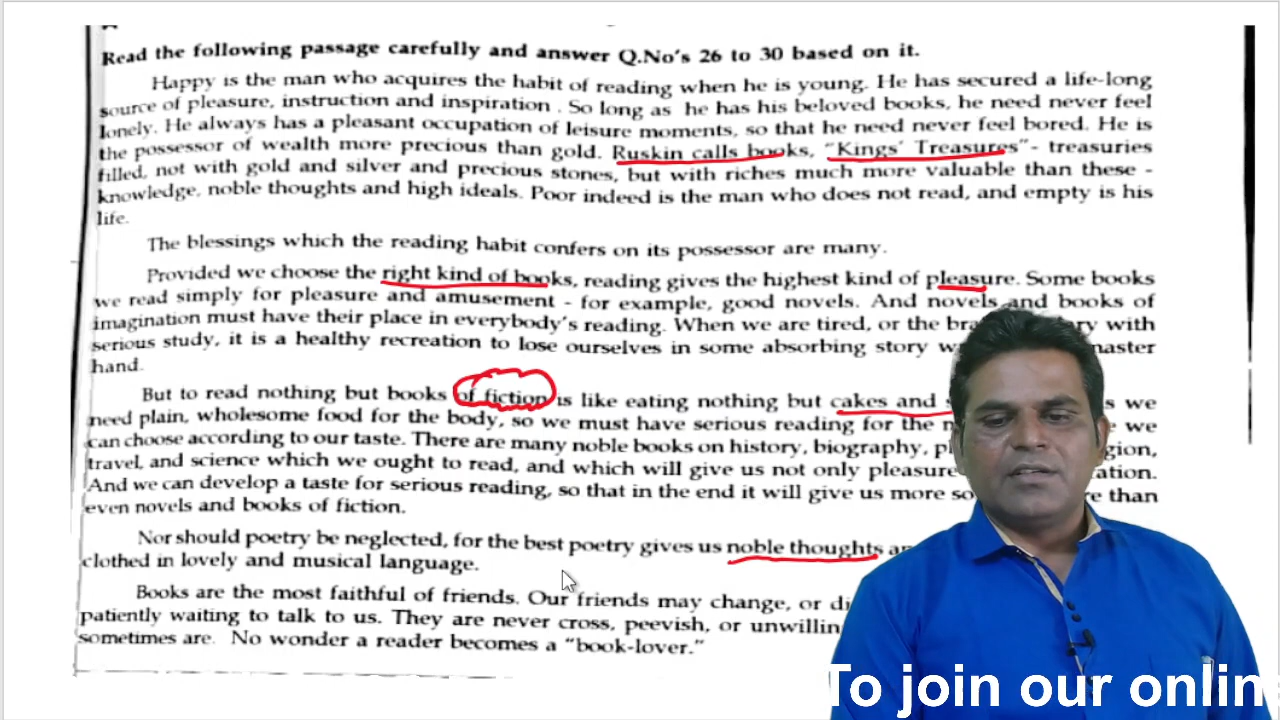 Read the following passage carefully and answer Q.No's 26 to 30 based on it.
Happy is the man who acquires the habit of reading when he is young. He has secured a life-long
source of pleasure, instruction and inspiration . So long as he has his beloved books, he need never feel
lonely. He always has a pleasant occupation of leisure moments, so that he need never feel bored. He is
the possessor of wealth more precious than gold. Ruskin calls books, "Kings' Treasures"- treasuries
filled, not with gold and silver and precious stones, but with riches much more valuable than these -
knowledge, noble thoughts and high ideals. Poor indeed is the man who does not read, and empty is his
life.
The blessings which the reading habit confers on its possessor are many.
Provided we choose the right kind of books, reading gives the highest kind of pleasure. Some books
we read simply for pleasure and amusement - for example, good novels. And novels and books of
imagination must have their place in everybody's reading. When we are tired, or the with
serious study, it is a healthy recreation to lose ourselves in some absorbing story
hand.
But to read nothing but books of fiction is like eating nothing but cakes and we
need plain, wholesome food for the body, so we must have serious reading for the we
can choose according to our taste. There are many noble books on history, biography,
travel, and science which we ought to read, and which will give us not only pleasure
And we can develop a taste for serious reading, so that in the end it will give us more than
even novels and books of fiction.
Nor should poetry be neglected, for the best poetry gives us noble thoughts
clothed in lovely and musical language.
Books are the most faithful of friends. Our friends may change, or
patiently waiting to talk to us. They are never cross, peevish, or
sometimes are. No wonder a reader becomes a "book-lover."
To join our